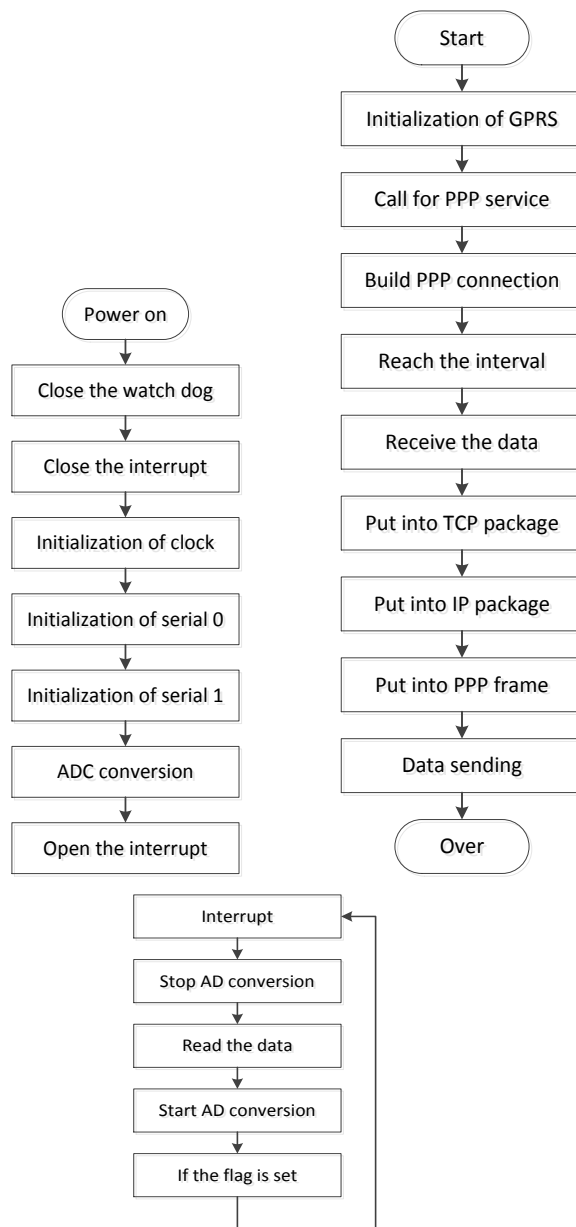 Start
Initialization of GPRS
Call for PPP service
Build PPP connection
Reach the interval
Receive the data
Put into TCP package
Put into IP package
Put into PPP frame
Data sending
Over
Power on
Close the watch dog
Close the interrupt
Initialization of clock
Initialization of serial 0
Initialization of serial 1
ADC conversion
Open the interrupt
Interrupt
Stop AD conversion
Read the data
Start AD conversion
If the flag is set